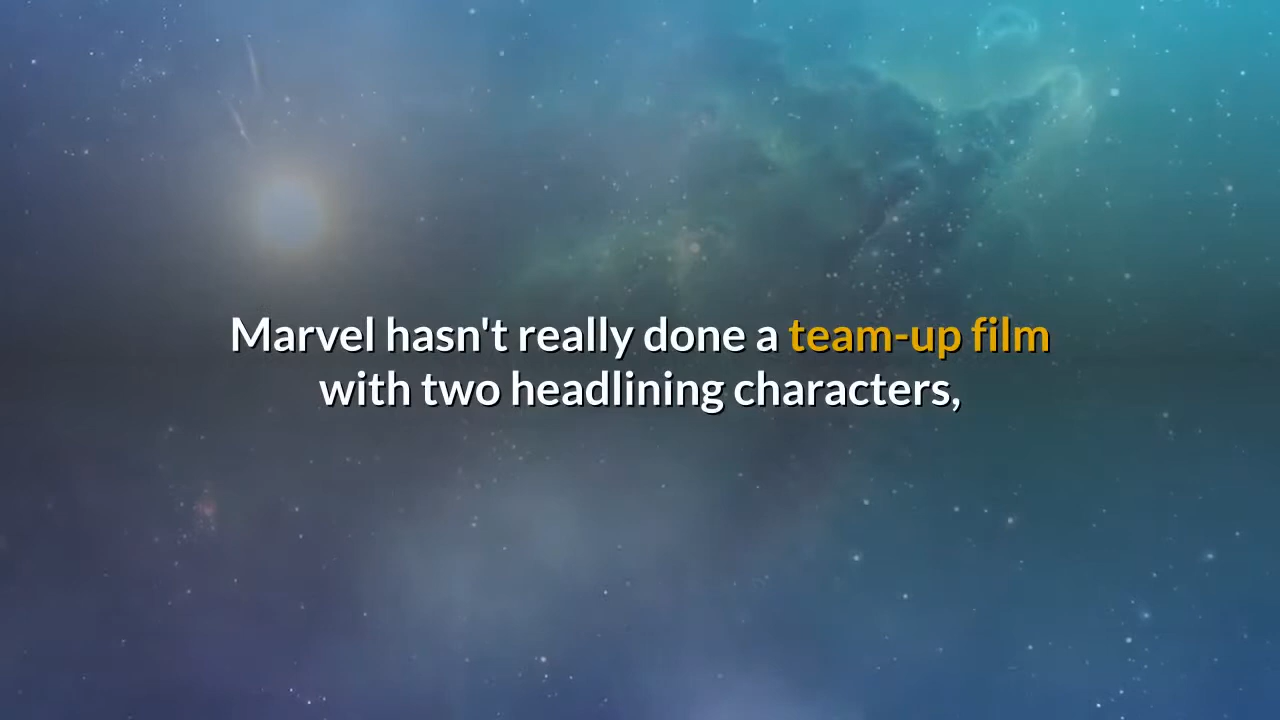 Marvel hasn't really done a team-up film
with two headlining characters,